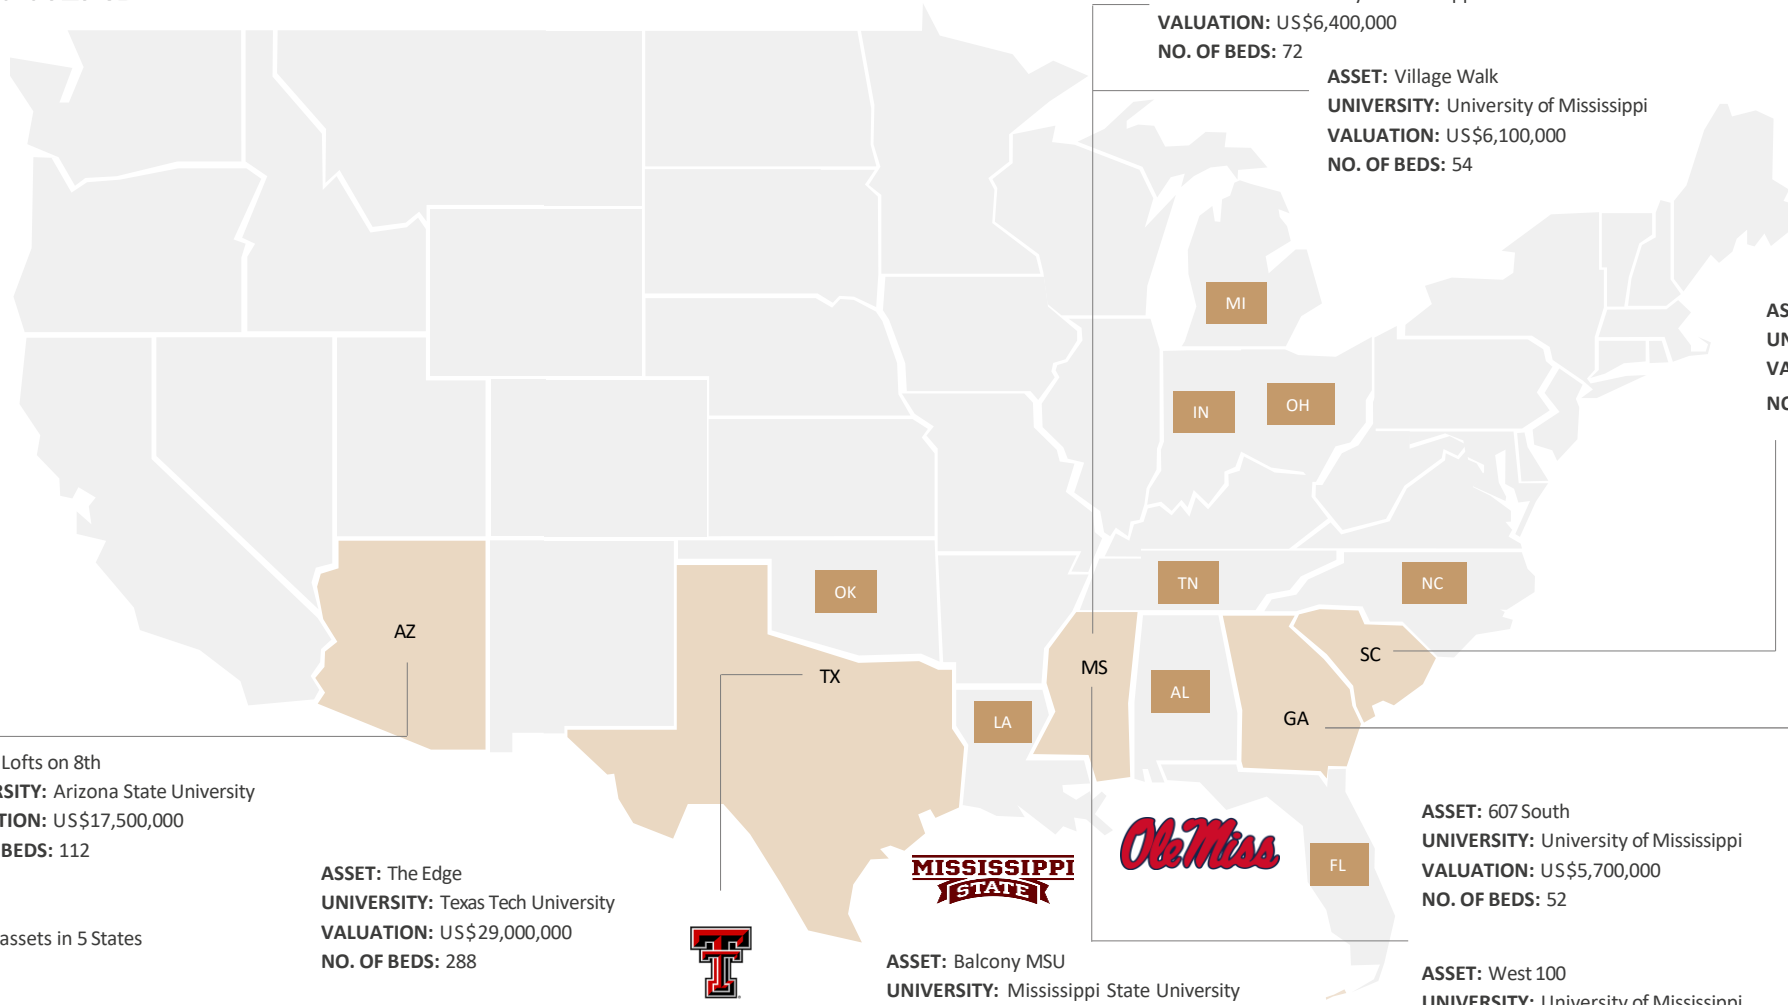 VALUATION: US$6,400,000
NO. OF BEDS: 72
ASSET: Village Walk
UNIVERSITY: University of Mississippi
VALUATION: US$6,100,000
NO. OF BEDS: 54
MI
IN
OH
OK
TN
NC
AZ
TX
MS
AL
SC
GA
LA
FL
Lofts on 8th
Arizona State University
US$17,500,000
BEDS: 112
assets in 5 States
ASSET: The Edge
UNIVERSITY: Texas Tech University
VALUATION: US$29,000,000
NO. OF BEDS: 288
T
MISSISSIPPI
STATE
Ole Miss
ASSET: Balcony MSU
UNIVERSITY: Mississippi State University
ASSET: 607 South
UNIVERSITY: University of Mississippi
VALUATION: US$5,700,000
NO. OF BEDS: 52
ASSET: West 100
UNIVERSITY: University of Mississippi